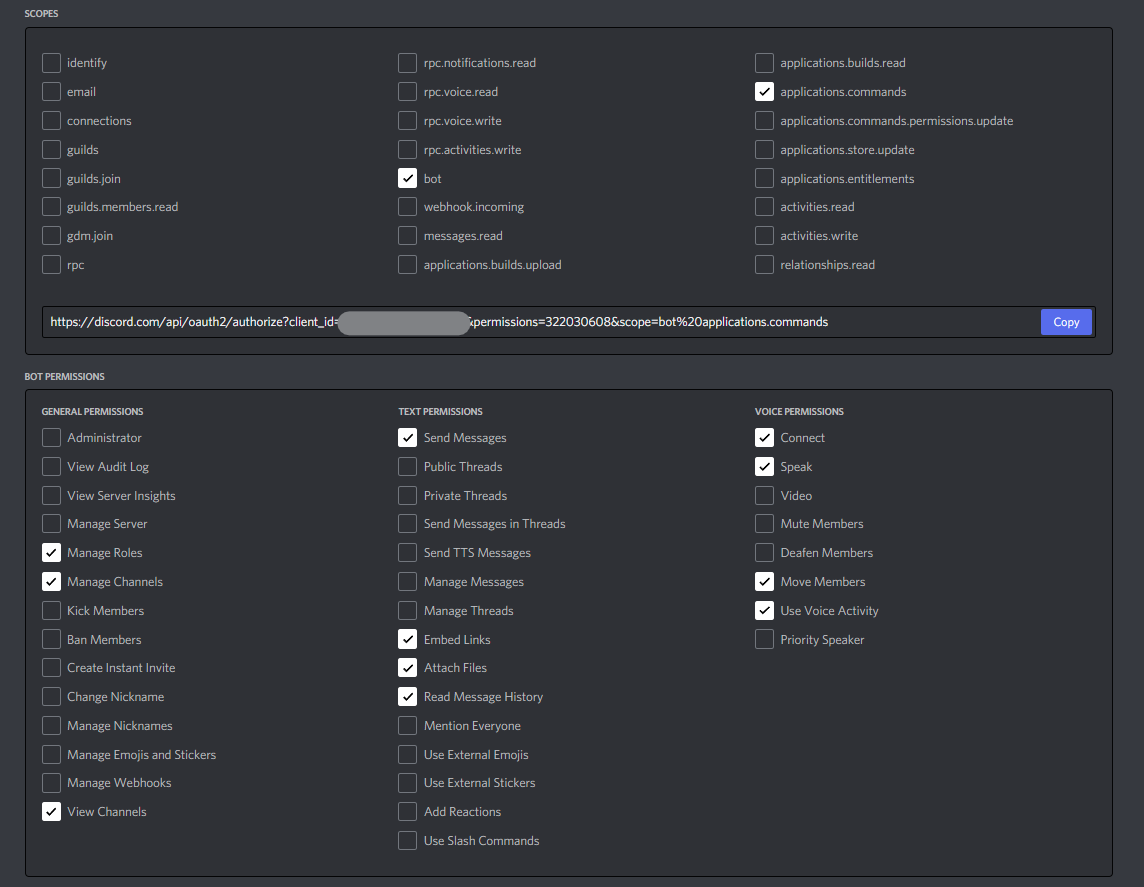 SCOPES
identify
rpc.notifications.read
applications.builds.read
email
rpc.voice.read
applications.commands
connections
rpc.voice.write
applications.commands.permissions.update
guilds
rpc.activities.write
applications.store.update
guilds.join
bot
applications.entitlements
guilds.members.read
webhook.incoming
activities.read
gdm.join
messages.read
activities.write
rpc
applications.builds.upload
relationships.read
https://discord.com/api/oauth2/authorize?client_id= &permissions=322030608&scope=bot%20applications.commands
Copy
BOT PERMISSIONS
GENERAL PERMISSIONS
Administrator
View Audit Log
View Server Insights
Manage Server
Manage Roles
Manage Channels
Kick Members
Ban Members
Create Instant Invite
Change Nickname
Manage Nicknames
Manage Emojis and Stickers
Manage Webhooks
View Channels
TEXT PERMISSIONS
Send Messages
Public Threads
Private Threads
Send Messages in Threads
Send TTS Messages
Manage Messages
Manage Threads
Embed Links
Attach Files
Read Message History
Mention Everyone
Use External Emojis
Use External Stickers
Add Reactions
Use Slash Commands
VOICE PERMISSIONS
Connect
Speak
Video
Mute Members
Deafen Members
Move Members
Use Voice Activity
Priority Speaker